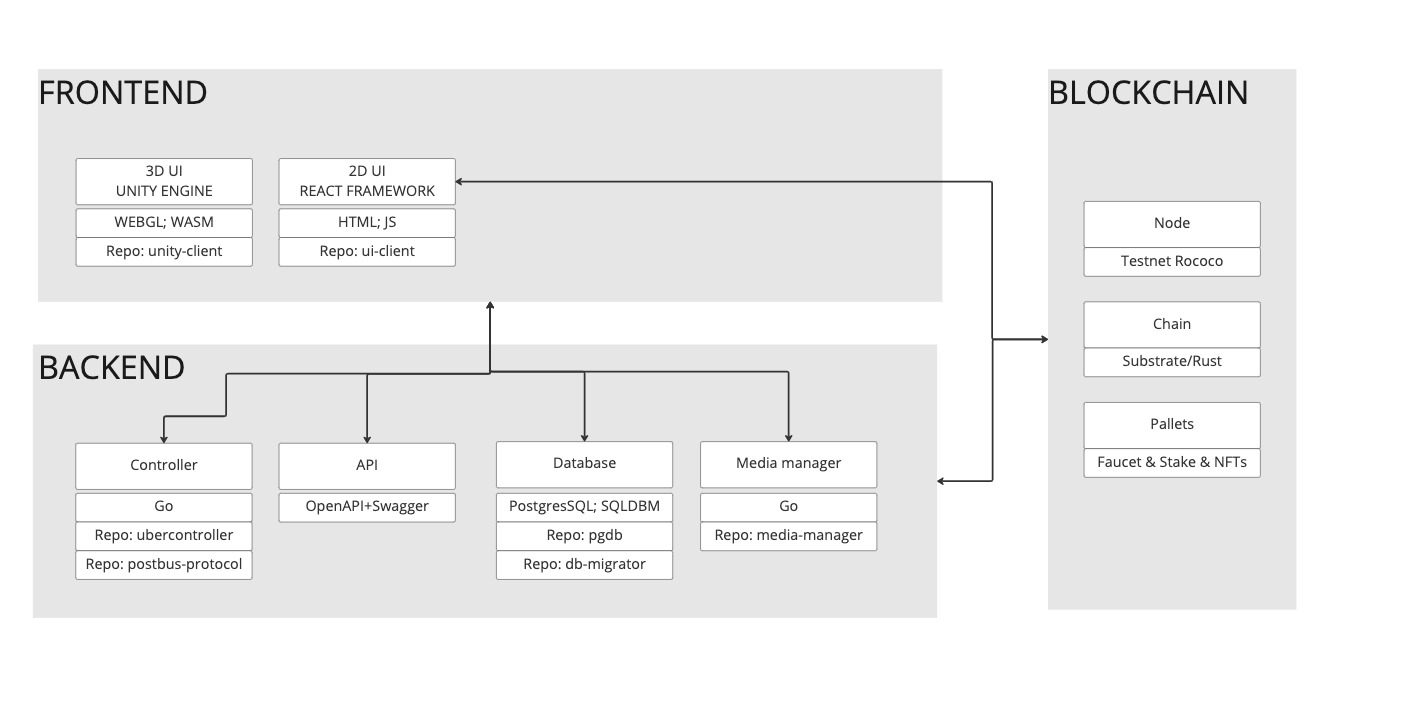 FRONTEND
3D UI
UNITY ENGINE
WEBGL; WASM
Repo: unity-client
2D UI
REACT FRAMEWORK
HTML; JS
Repo: ui-client
BACKEND
Controller
Go
Repo: ubercontroller
Repo: postbus-protocol
API
OpenAPI+Swagger
Database
PostgresSQL; SQLDBM
Repo: pgdb
Repo: db-migrator
Media manager
Go
Repo: media-manager
BLOCKCHAIN
Node
Testnet Rococo
Chain
Substrate/Rust
Pallets
Faucet & Stake & NFTs